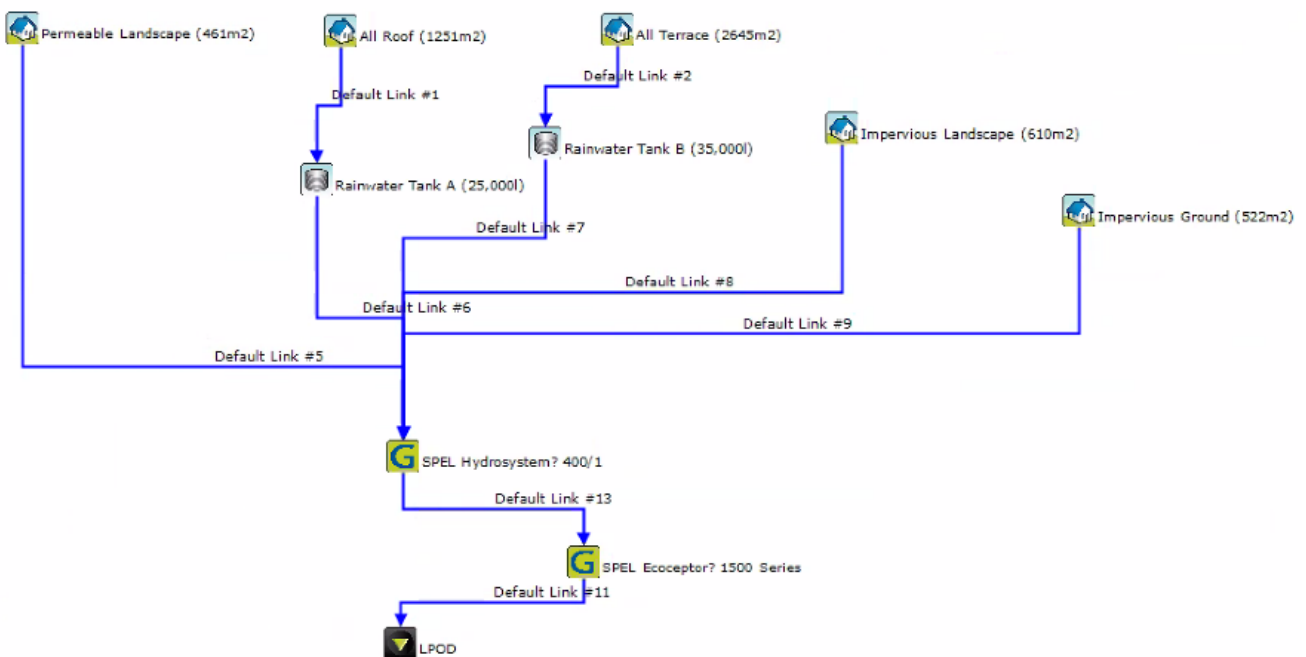 Permeable Landscape (461m2)
All Roof (1251m2)
All Terrace (2645m2)
Default Link #2
Default Link #1
Impervious Landscape (610m2)
Rainwater Tank B (35,000l)
Rainwater Tank A (25,000l)
Impervious Ground (522m2)
Default Link #7
Default Link #8
Default Link #6
Default Link #9
Default Link #5
G SPEL Hydrosystem? 400/1
Default Link #13
G SPEL Ecoceptor? 1500 Series
Default Link #11
LPOD